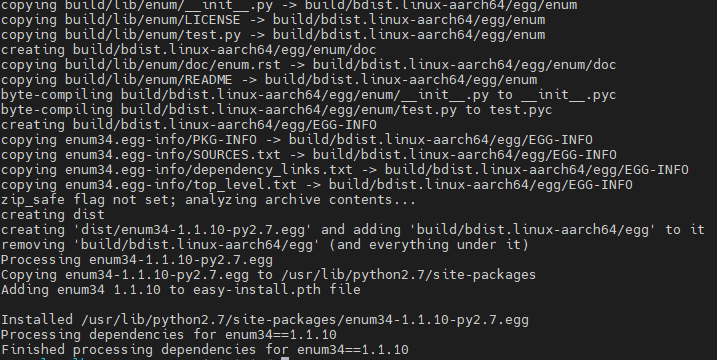 copying build/lib/enum/__init__.py -> build/bdist.linux-aarch64/egg/enum
copying build/lib/enum/LICENSE -> build/bdist.linux-aarch64/egg/enum
copying build/lib/enum/test.py -> build/bdist.linux-aarch64/egg/enum
creating build/bdist.linux-aarch64/egg/enum/doc
copying build/lib/enum/doc/enum.rst -> build/bdist.linux-aarch64/egg/enum/doc
copying build/lib/enum/README -> build/bdist.linux-aarch64/egg/enum
byte-compiling build/bdist.linux-aarch64/egg/enum/__init__.py to __init__.pyc
byte-compiling build/bdist.linux-aarch64/egg/enum/test.py to test.pyc
creating build/bdist.linux-aarch64/egg/EGG-INFO
copying enum34.egg-info/PKG-INFO -> build/bdist.linux-aarch64/egg/EGG-INFO
copying enum34.egg-info/SOURCES.txt -> build/bdist.linux-aarch64/egg/EGG-INFO
copying enum34.egg-info/dependency_links.txt -> build/bdist.linux-aarch64/egg/EGG-INFO
copying enum34.egg-info/top_level.txt -> build/bdist.linux-aarch64/egg/EGG-INFO
zip_safe flag not set; analyzing archive contents...
creating dist
creating 'dist/enum34-1.1.10-py2.7.egg' and adding 'build/bdist.linux-aarch64/egg' to it
removing 'build/bdist.linux-aarch64/egg' (and everything under it)
Processing enum34-1.1.10-py2.7.egg
Copying enum34-1.1.10-py2.7.egg to /usr/lib/python2.7/site-packages
Adding enum34 1.1.10 to easy-install.pth file
Installed /usr/lib/python2.7/site-packages/enum34-1.1.10-py2.7.egg
Processing dependencies for enum34==1.1.10
Finished processing dependencies for enum34==1.1.10